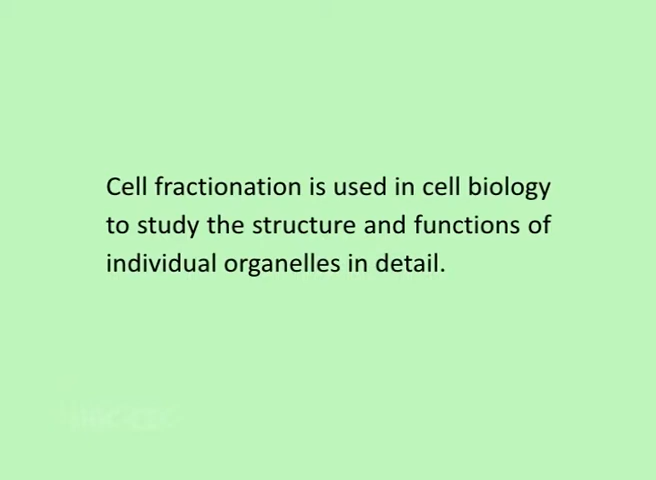 Cell fractionation is used in cell biology
to study the structure and functions of
individual organelles in detail.